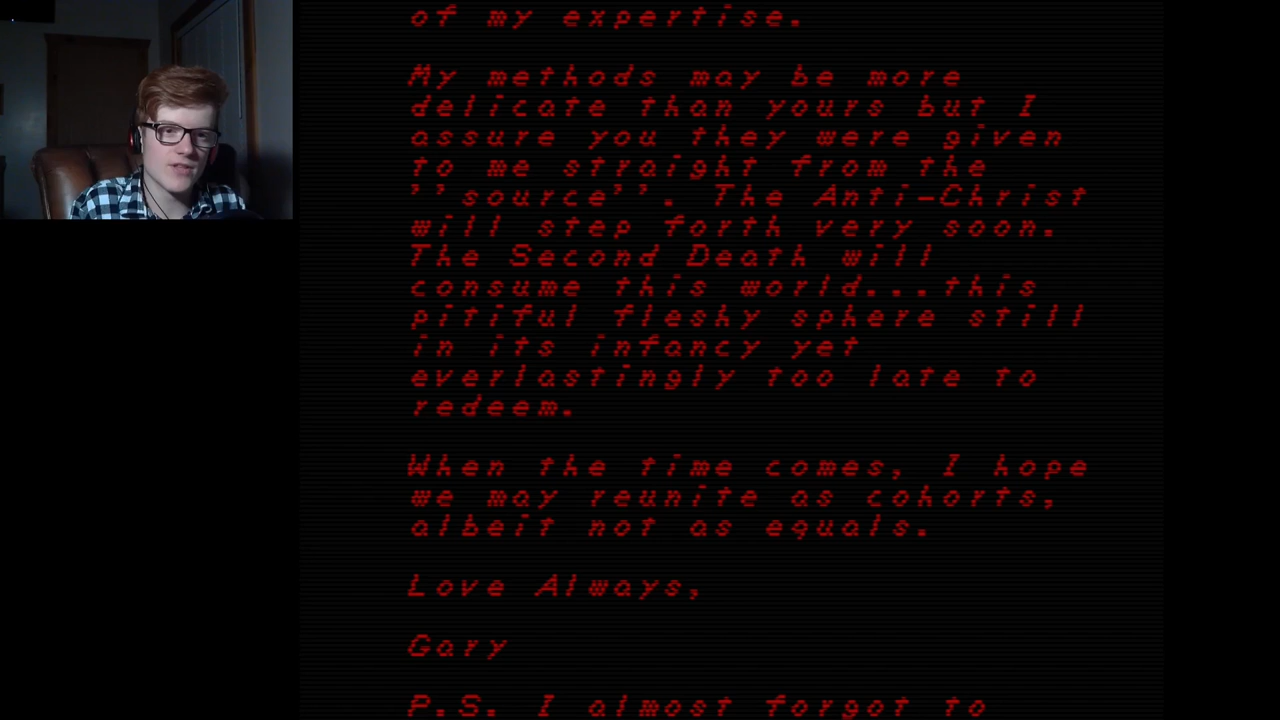 of my expertise.
My methods may be more
delicate than yours but I
assure you they were given
to me straight from the
''source''. The Anti-Christ
will step forth very soon.
The Second Death will
consume this world...this
pitiful fleshy sphere still
in its infancy yet
everlastingly too late to
redeem.
When the time comes, I hope
we may reunite as cohorts,
albeit not as equals.
Love Always,
Gary
P.S. I almost forgot to